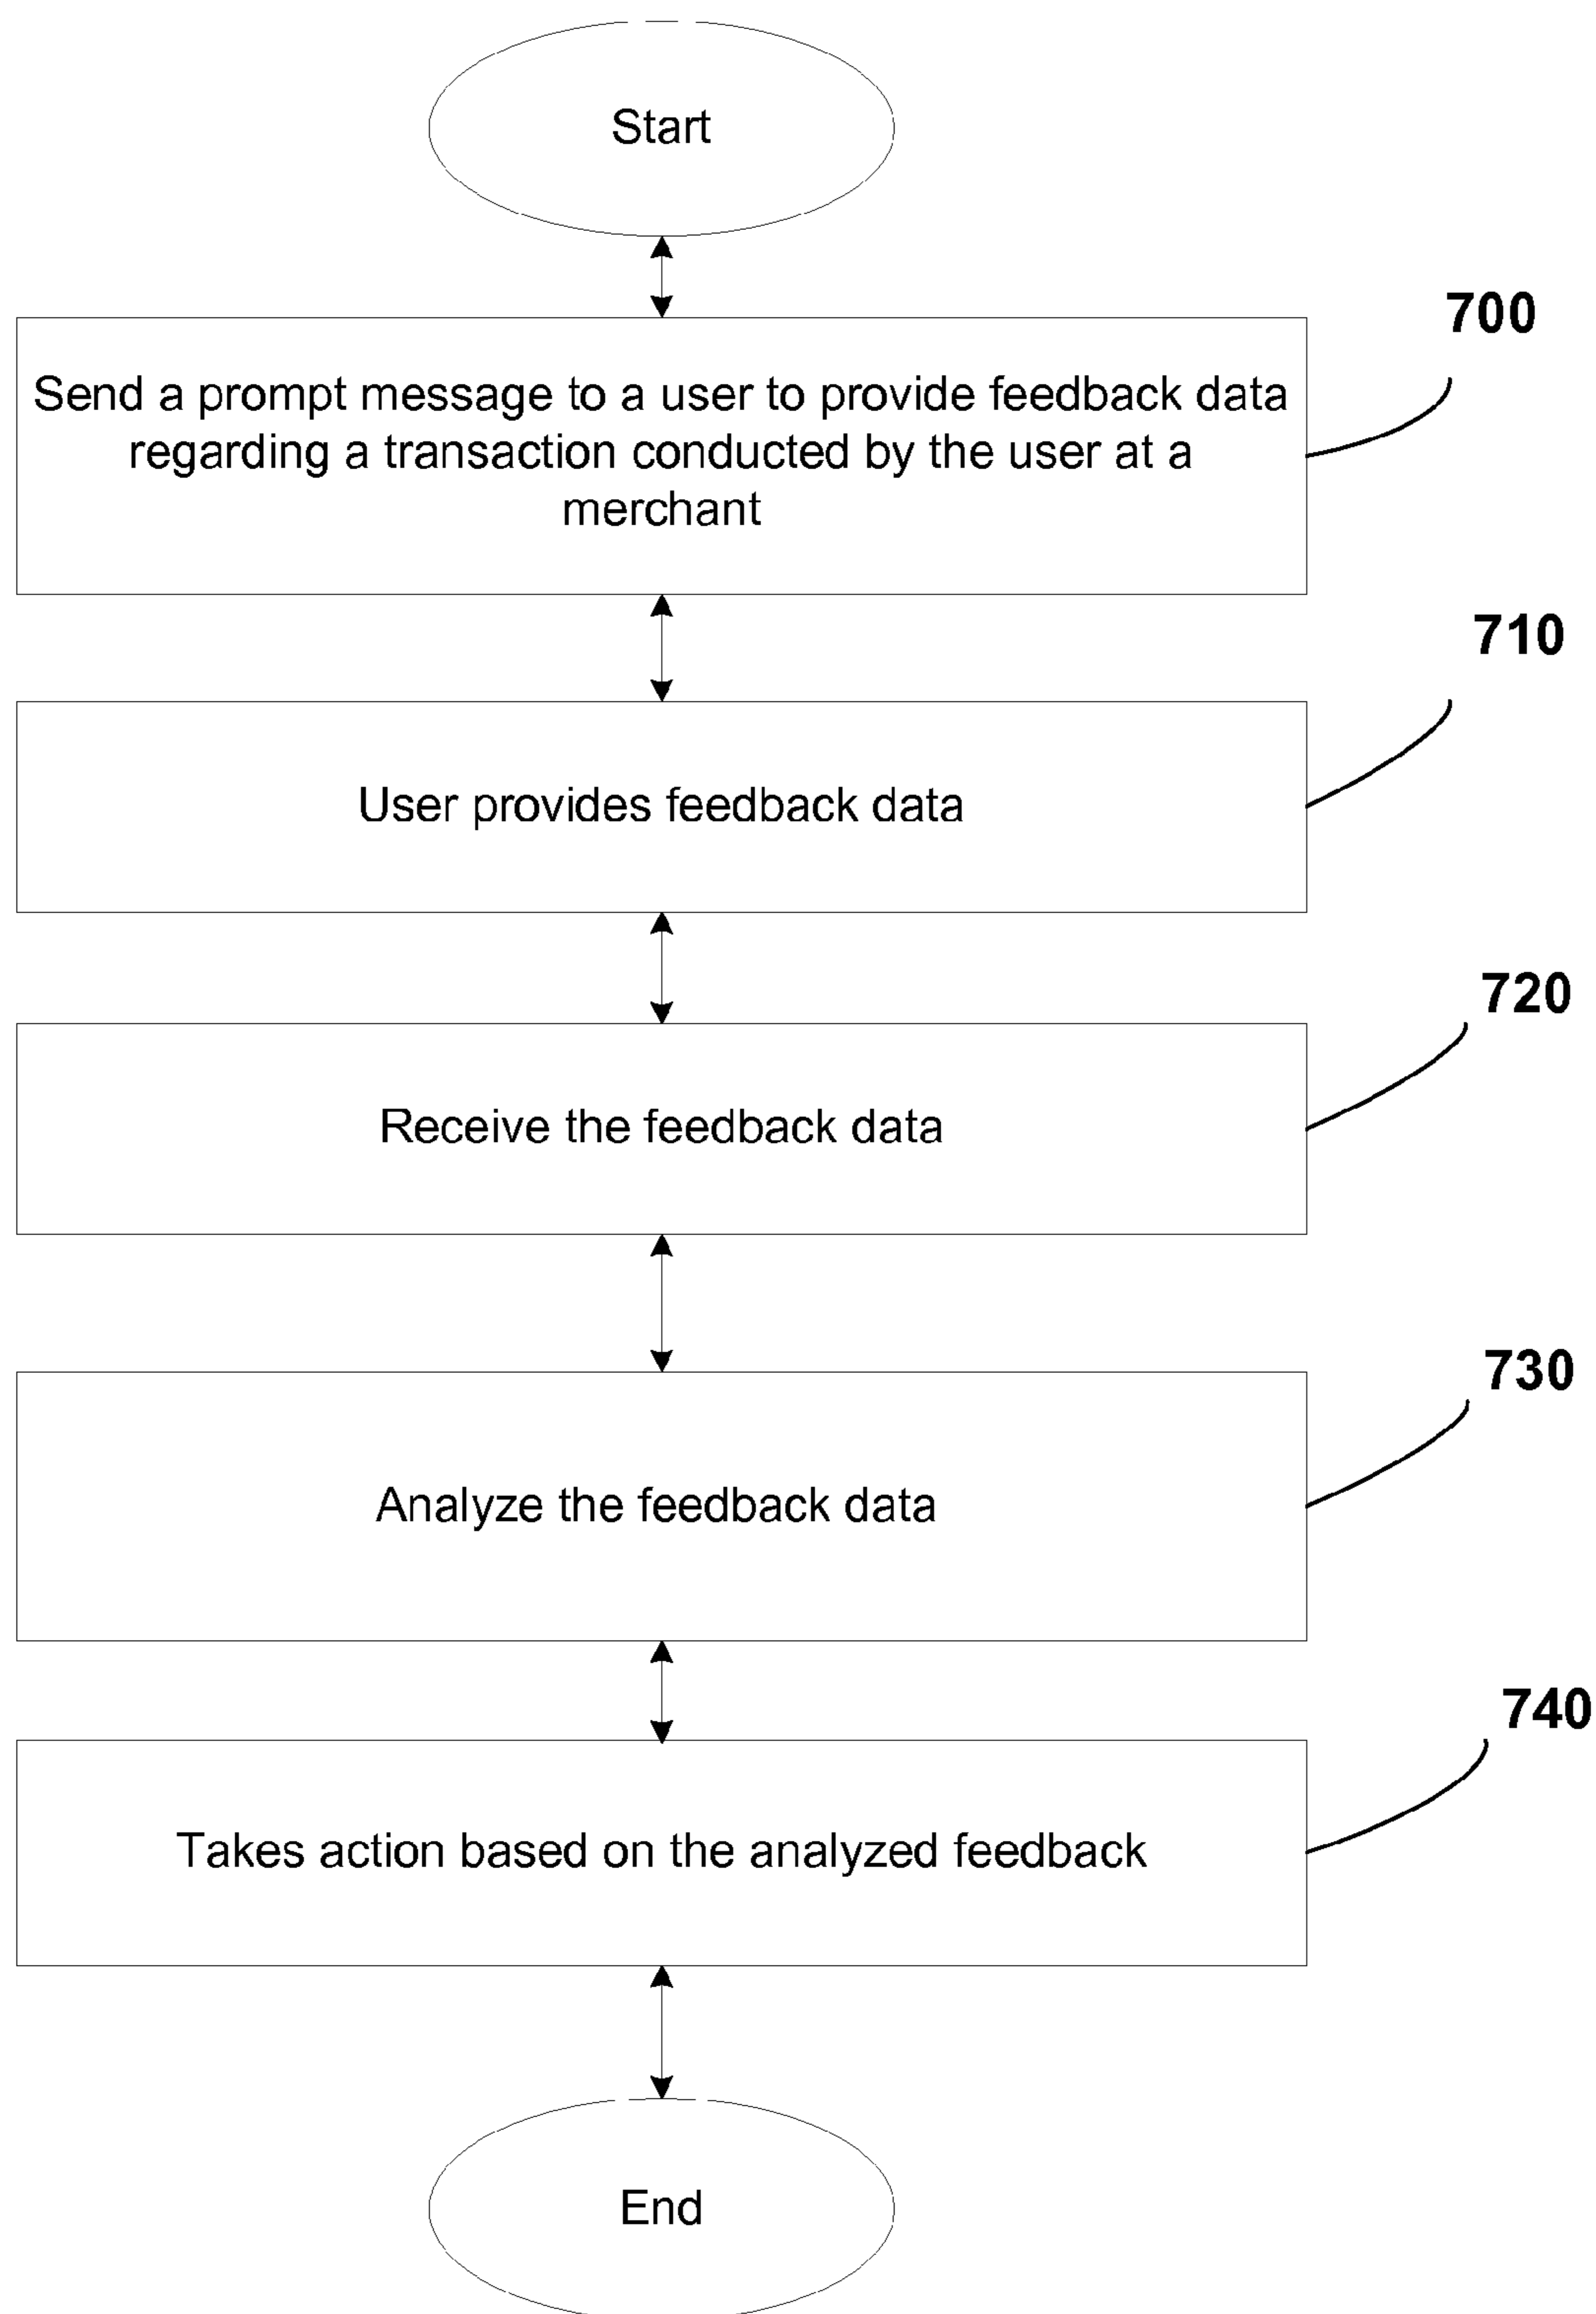 Start
700
Send a prompt message to a user to provide feedback data
regarding a transaction conducted by the user at a
merchant
710
User provides feedback data
720
Receive the feedback data
730
Analyze the feedback data
740
Takes action based on the analyzed feedback
End